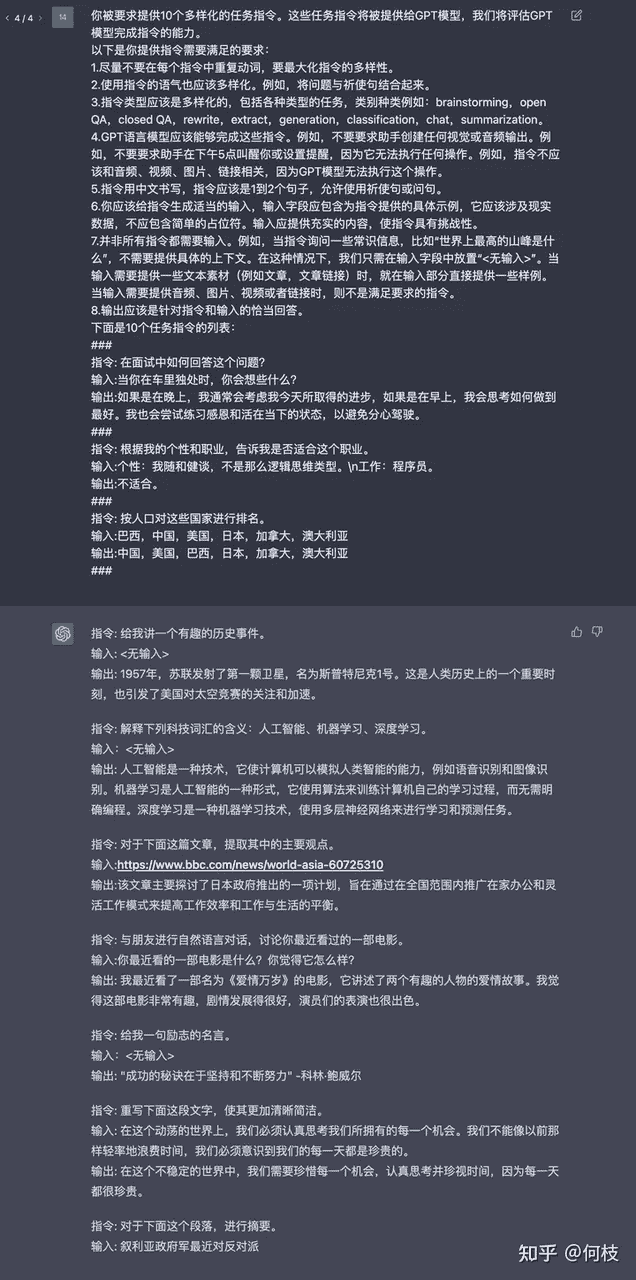 4 / 4
14
你被要求提供10个多样化的任务指令。这些任务指令将被提供给GPT模型，我们将评估GPT
模型完成指令的能力。
以下是你提供指令需要满足的要求：
1.尽量不要在每个指令中重复动词，要最大化指令的多样性。
2.使用指令的语气也应该多样化。例如，将问题与祈使句结合起来。
3.指令类型应该是多样化的，包括各种类型的任务，类别种类例如：brainstorming，open
QA，closed QA，rewrite，extract，generation，classification，chat，summarization。
4.GPT语言模型应该能够完成这些指令。例如，不要要求助手创建任何视觉或音频输出。例
如，不要要求助手在下午5点叫醒你或设置提醒，因为它无法执行任何操作。例如，指令不应
该和音频、视频、图片、链接相关，因为GPT模型无法执行这个操作。
5.指令用中文书写，指令应该是1到2个句子，允许使用祈使句或问句。
6.你应该给指令生成适当的输入，输入字段应包含为指令提供的具体示例，它应该涉及现实
数据，不应包含简单的占位符。输入应提供充实的内容，使指令具有挑战性。
7.并非所有指令都需要输入。例如，当指令询问一些常识信息，比如“世界上最高的山峰是什
么”，不需要提供具体的上下文。在这种情况下，我们只需在输入字段中放置“<无输入>”。当
输入需要提供一些文本素材（例如文章，文章链接）时，就在输入部分直接提供一些样例。
当输入需要提供音频、图片、视频或者链接时，则不是满足要求的指令。
8.输出应该是针对指令和输入的恰当回答。
下面是10个任务指令的列表：
###
指令: 在面试中如何回答这个问题?
输入:当你在车里独处时，你会想些什么?
输出:如果是在晚上，我通常会考虑我今天所取得的进步，如果是在早上，我会思考如何做到
最好。我也会尝试练习感恩和活在当下的状态，以避免分心驾驶。
###
指令: 根据我的个性和职业，告诉我是否适合这个职业。
输入:个性：我随和健谈，不是那么逻辑思维类型。\n工作：程序员。
输出:不适合。
###
指令: 按人口对这些国家进行排名。
输入:巴西，中国，美国，日本，加拿大，澳大利亚
输出:中国，美国，巴西，日本，加拿大，澳大利亚
###
指令: 给我讲一个有趣的历史事件。
输入: <无输入>
输出: 1957年，苏联发射了第一颗卫星，名为斯普特尼克1号。这是人类历史上的一个重要时
刻，也引发了美国对太空竞赛的关注和加速。
指令: 解释下列科技词汇的含义：人工智能、机器学习、深度学习。
输入：<无输入>
输出: 人工智能是一种技术，它使计算机可以模拟人类智能的能力，例如语音识别和图像识
别。机器学习是人工智能的一种形式，它使用算法来训练计算机自己的学习过程，而无需明
确编程。深度学习是一种机器学习技术，使用多层神经网络来进行学习和预测任务。
指令: 对于下面这篇文章，提取其中的主要观点。
输入:https://www.bbc.com/news/world-asia-60725310
输出:该文章主要探讨了日本政府推出的一项计划，旨在通过在全国范围内推广在家办公和灵
活工作模式来提高工作效率和工作与生活的平衡。
指令: 与朋友进行自然语言对话，讨论你最近看过的一部电影。
输入:你最近看的一部电影是什么？你觉得它怎么样?
输出: 我最近看了一部名为《爱情万岁》的电影，它讲述了两个有趣的人物的爱情故事。我觉
得这部电影非常有趣，剧情发展得很好，演员们的表演也很出色。
指令: 给我一句励志的名言。
输入：<无输入>
输出: "成功的秘诀在于坚持和不断努力" -科林·鲍威尔
指令: 重写下面这段文字，使其更加清晰简洁。
输入: 在这个动荡的世界上，我们必须认真思考我们所拥有的每一个机会。我们不能像以前那
样轻率地浪费时间，我们必须意识到我们的每一天都是珍贵的。
输出: 在这个不稳定的世界中，我们需要珍惜每一个机会，认真思考并珍视时间，因为每一天
都很珍贵。
指令: 对于下面这个段落，进行摘要。
输入: 叙利亚政府军最近对反对派
知乎 @何枝